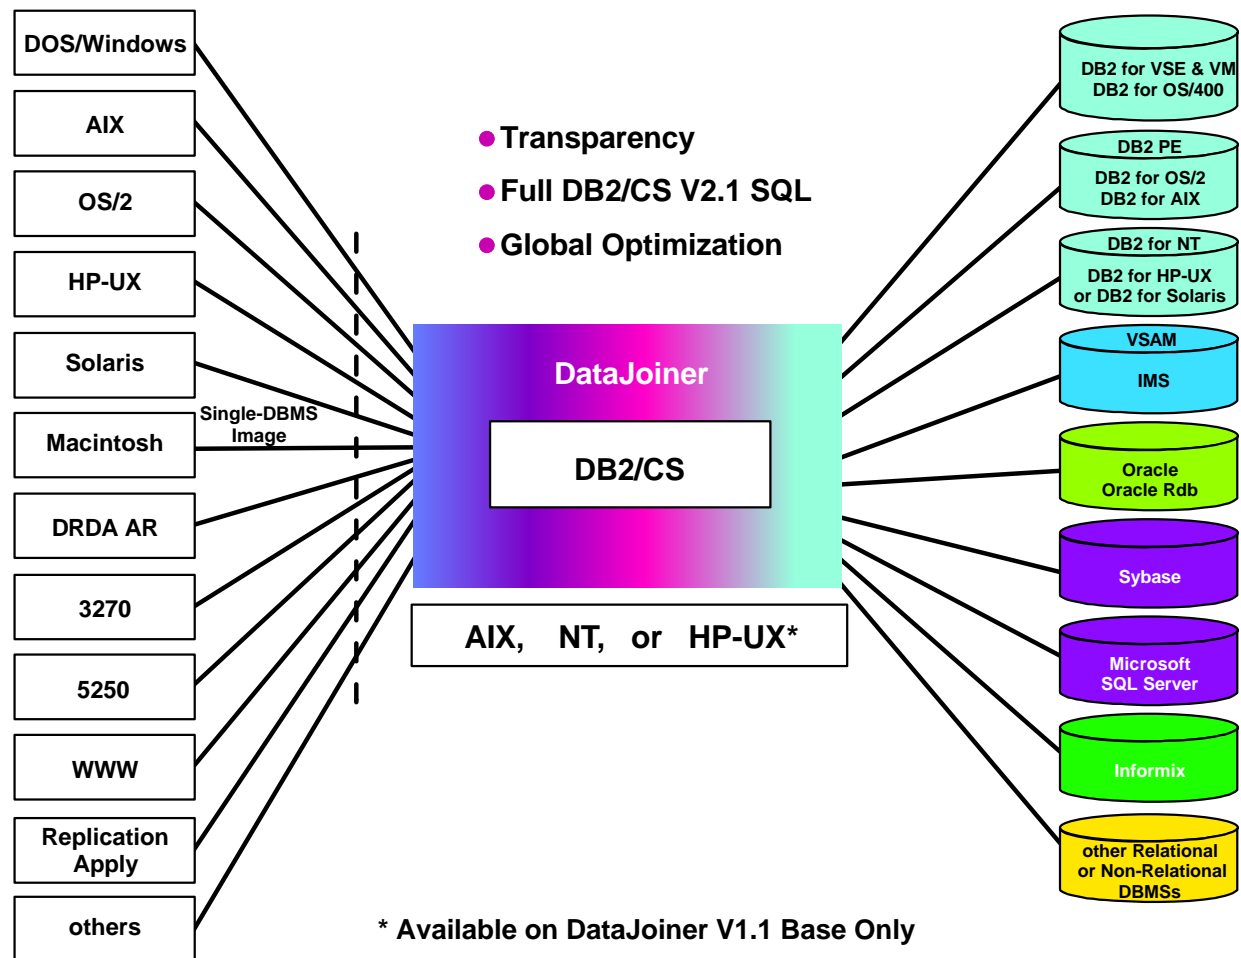 DOS/Windows
AIX
OS/2
HP-UX
Solaris
Macintosh
DRDA AR
3270
5250
WWW
Replication
Apply
others
Single-DBMS
Image
Transparency
Full DB2/CS V2.1 SQL
Global Optimization
DataJoiner
DB2/CS
AIX, NT, or HP-UX*
* Available on DataJoiner V1.1 Base Only
DB2 for VSE & VM
DB2 for OS/400
DB2 PE
DB2 for OS/2
DB2 for AIX
DB2 for NT
DB2 for HP-UX
or DB2 for Solaris
VSAM
IMS
Oracle
Oracle Rdb
Sybase
Microsoft
SQL Server
Informix
other Relational
or Non-Relational
DBMSs